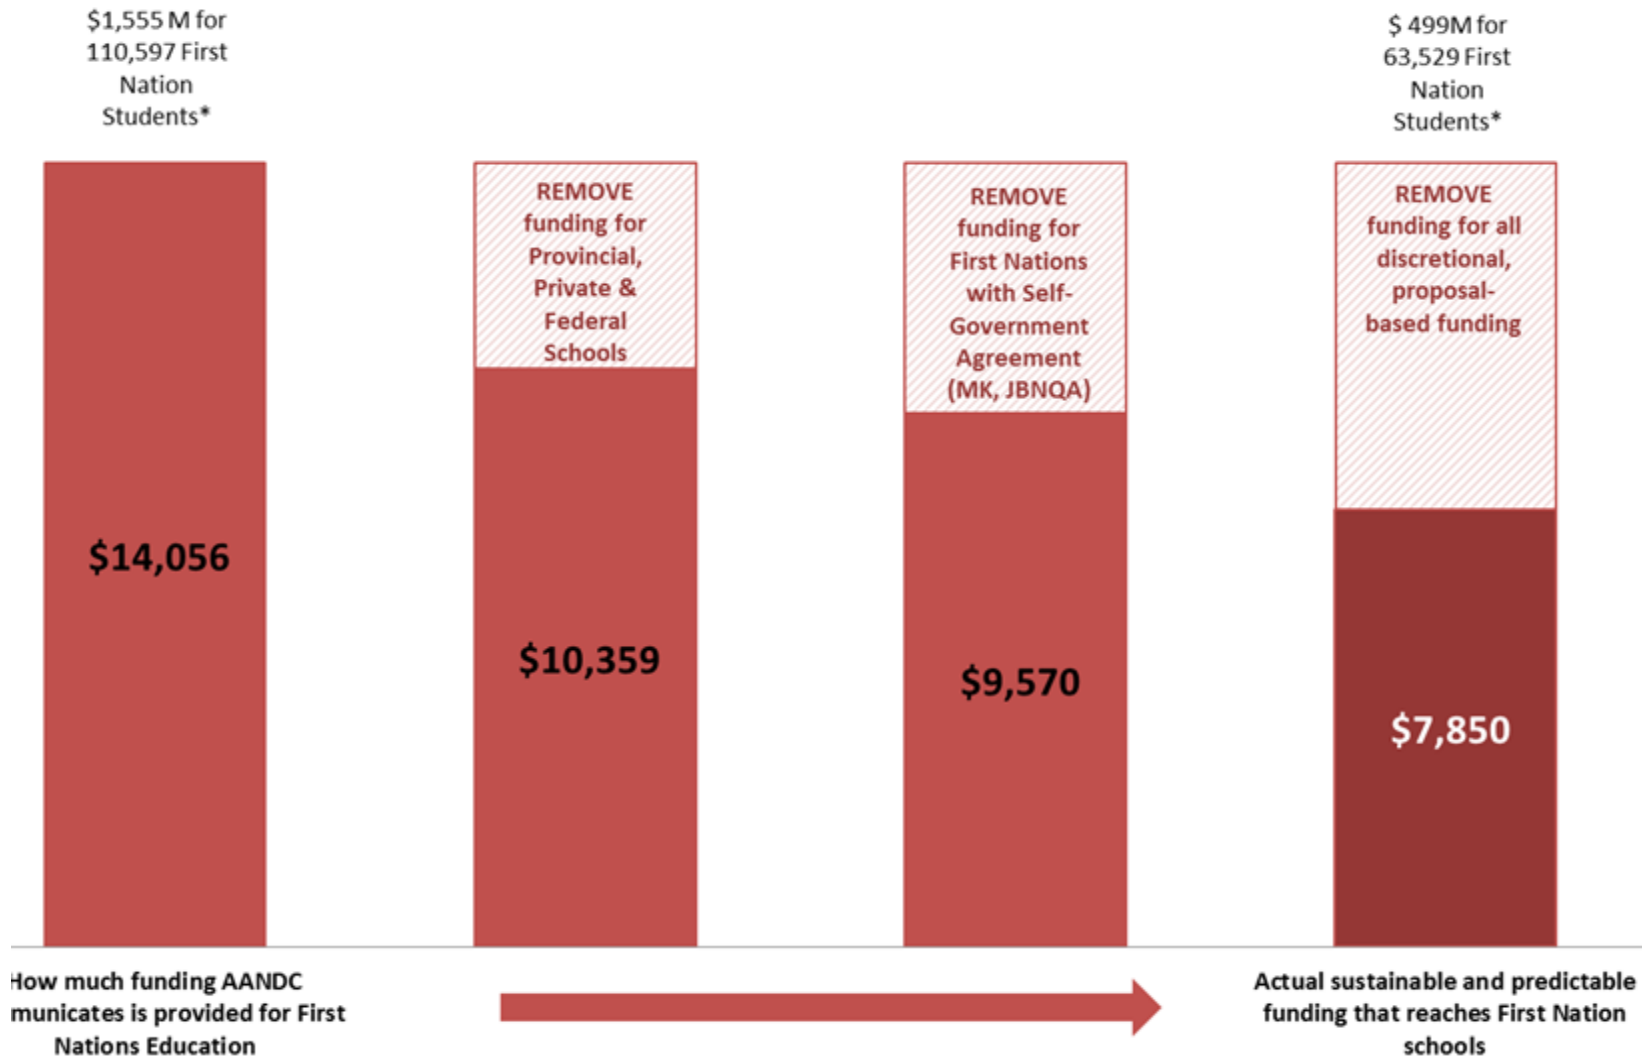 $1,555 M for
110,597 First
Nation
Students*
$ 499M for
63,529 First
Nation
Students*
REMOVE
funding for
Provincial,
Private &
Federal
Schools
REMOVE
funding for
First Nations
with Self-
Government
Agreement
(MK, JBNQA)
REMOVE
funding for all
discretional,
proposal-
based funding
$14,056
$10,359
$9,570
$7,850
How much funding AANDC
municates is provided for First
Nations Education
Actual sustainable and predictable
funding that reaches First Nation
schools